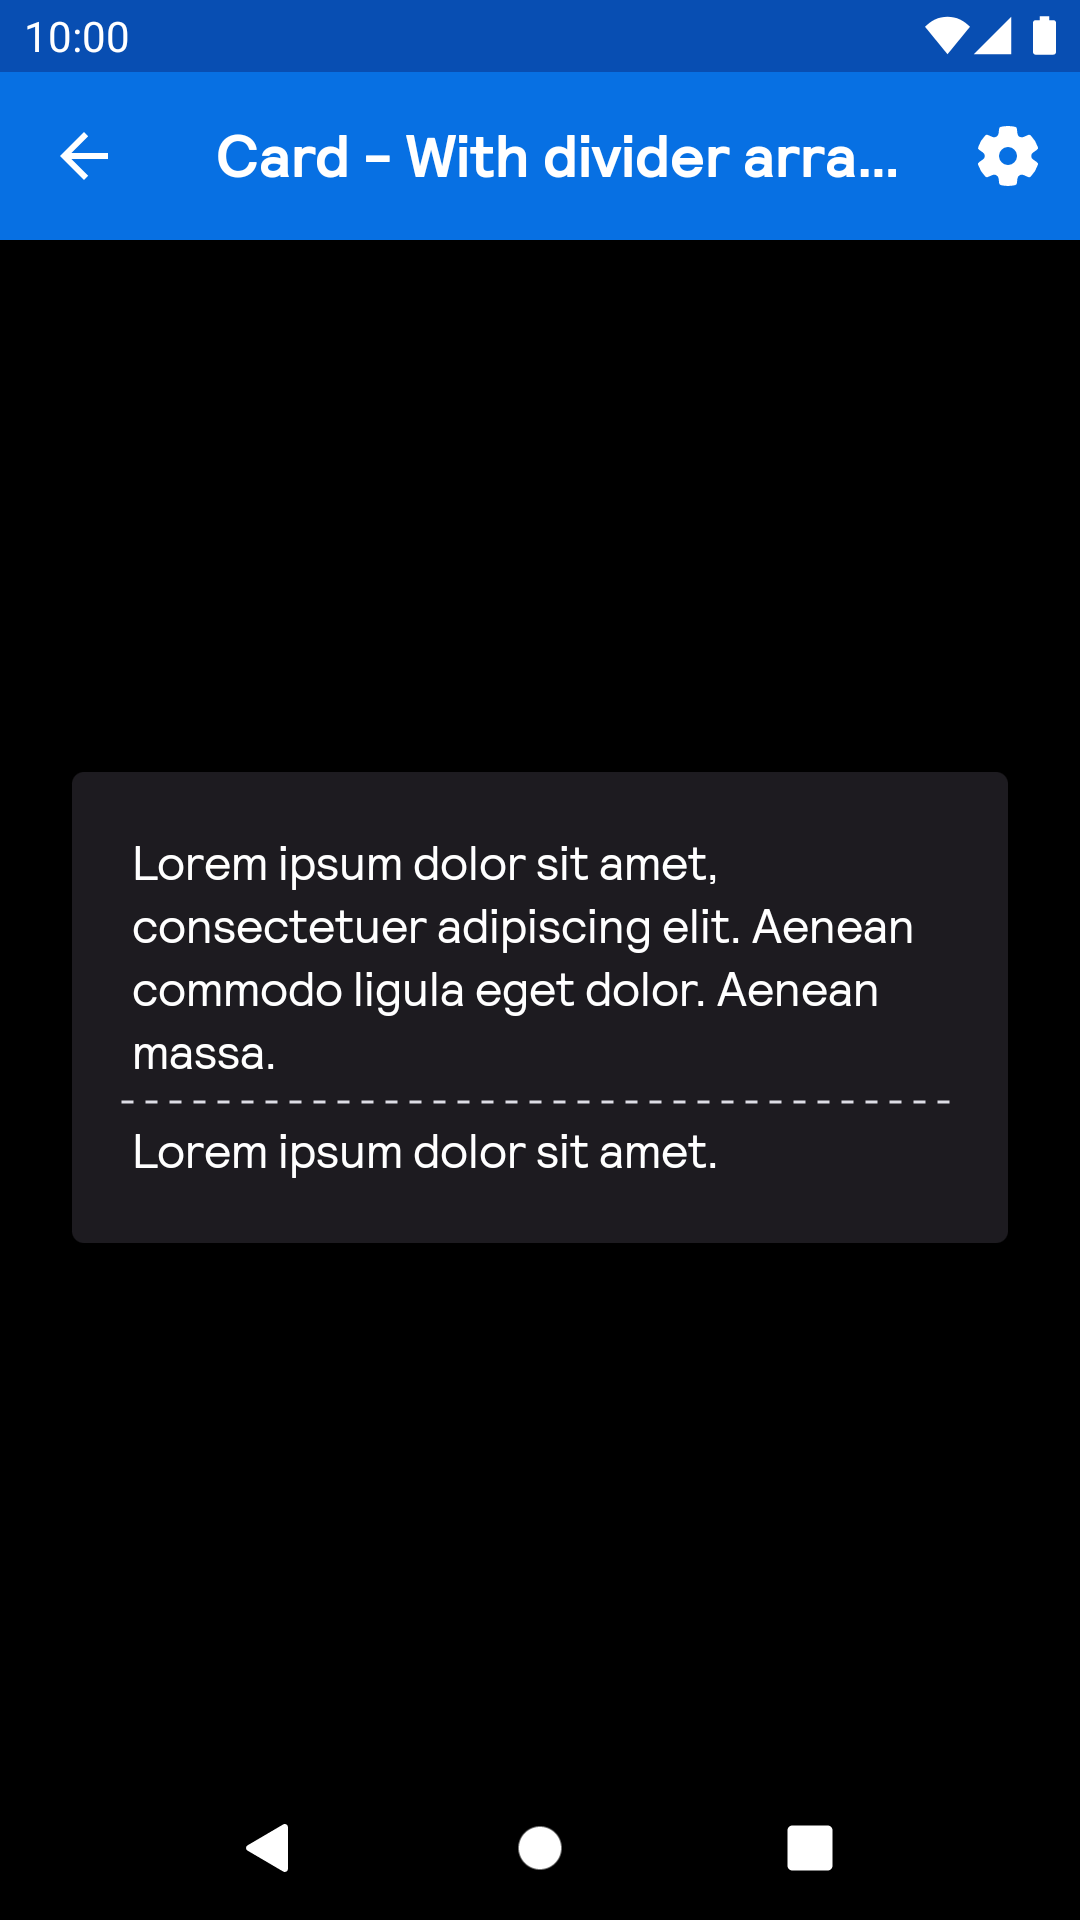 10:00
Card - With divider arra...
Lorem ipsum dolor sit amet,
consectetuer adipiscing elit. Aenean
commodo ligula eget dolor. Aenean
massa.
Lorem ipsum dolor sit amet.